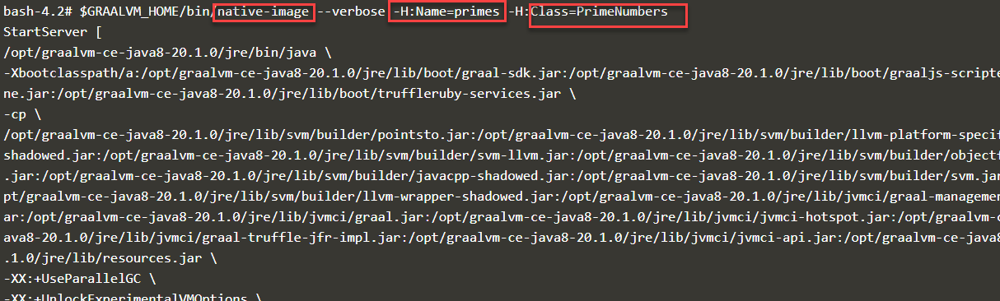 bash-4.2# $GRAALVM_HOME/bin/native-image --verbose -H:Name=primes -H:Class=PrimeNumbers
StartServer [
/opt/graalvm-ce-java8-20.1.0/jre/bin/java \
-Xbootclasspath/a:/opt/graalvm-ce-java8-20.1.0/jre/lib/boot/graal-sdk.jar:/opt/graalvm-ce-java8-20.1.0/jre/lib/boot/graaljs-scripte
ne.jar:/opt/graalvm-ce-java8-20.1.0/jre/lib/boot/truffleruby-services.jar \
-cp \
/opt/graalvm-ce-java8-20.1.0/jre/lib/svm/builder/pointsto.jar:/opt/graalvm-ce-java8-20.1.0/jre/lib/svm/builder/llvm-platform-specif
shadowed.jar:/opt/graalvm-ce-java8-20.1.0/jre/lib/svm/builder/svm-llvm.jar:/opt/graalvm-ce-java8-20.1.0/jre/lib/svm/builder/objectf
.jar:/opt/graalvm-ce-java8-20.1.0/jre/lib/svm/builder/javacpp-shadowed.jar:/opt/graalvm-ce-java8-20.1.0/jre/lib/svm/builder/svm.jar
pt/graalvm-ce-java8-20.1.0/jre/lib/svm/builder/llvm-wrapper-shadowed.jar:/opt/graalvm-ce-java8-20.1.0/jre/lib/jvmci/graal-managemen
ar:/opt/graalvm-ce-java8-20.1.0/jre/lib/jvmci/graal.jar:/opt/graalvm-ce-java8-20.1.0/jre/lib/jvmci/jvmci-hotspot.jar:/opt/graalvm-c
ava8-20.1.0/jre/lib/jvmci/graal-truffle-jfr-impl.jar:/opt/graalvm-ce-java8-20.1.0/jre/lib/jvmci/jvmci-api.jar:/opt/graalvm-ce-java8
.1.0/jre/lib/resources.jar \
-XX:+UseParallelGC \
-XX:+UnlockExperimentalVMOptions \